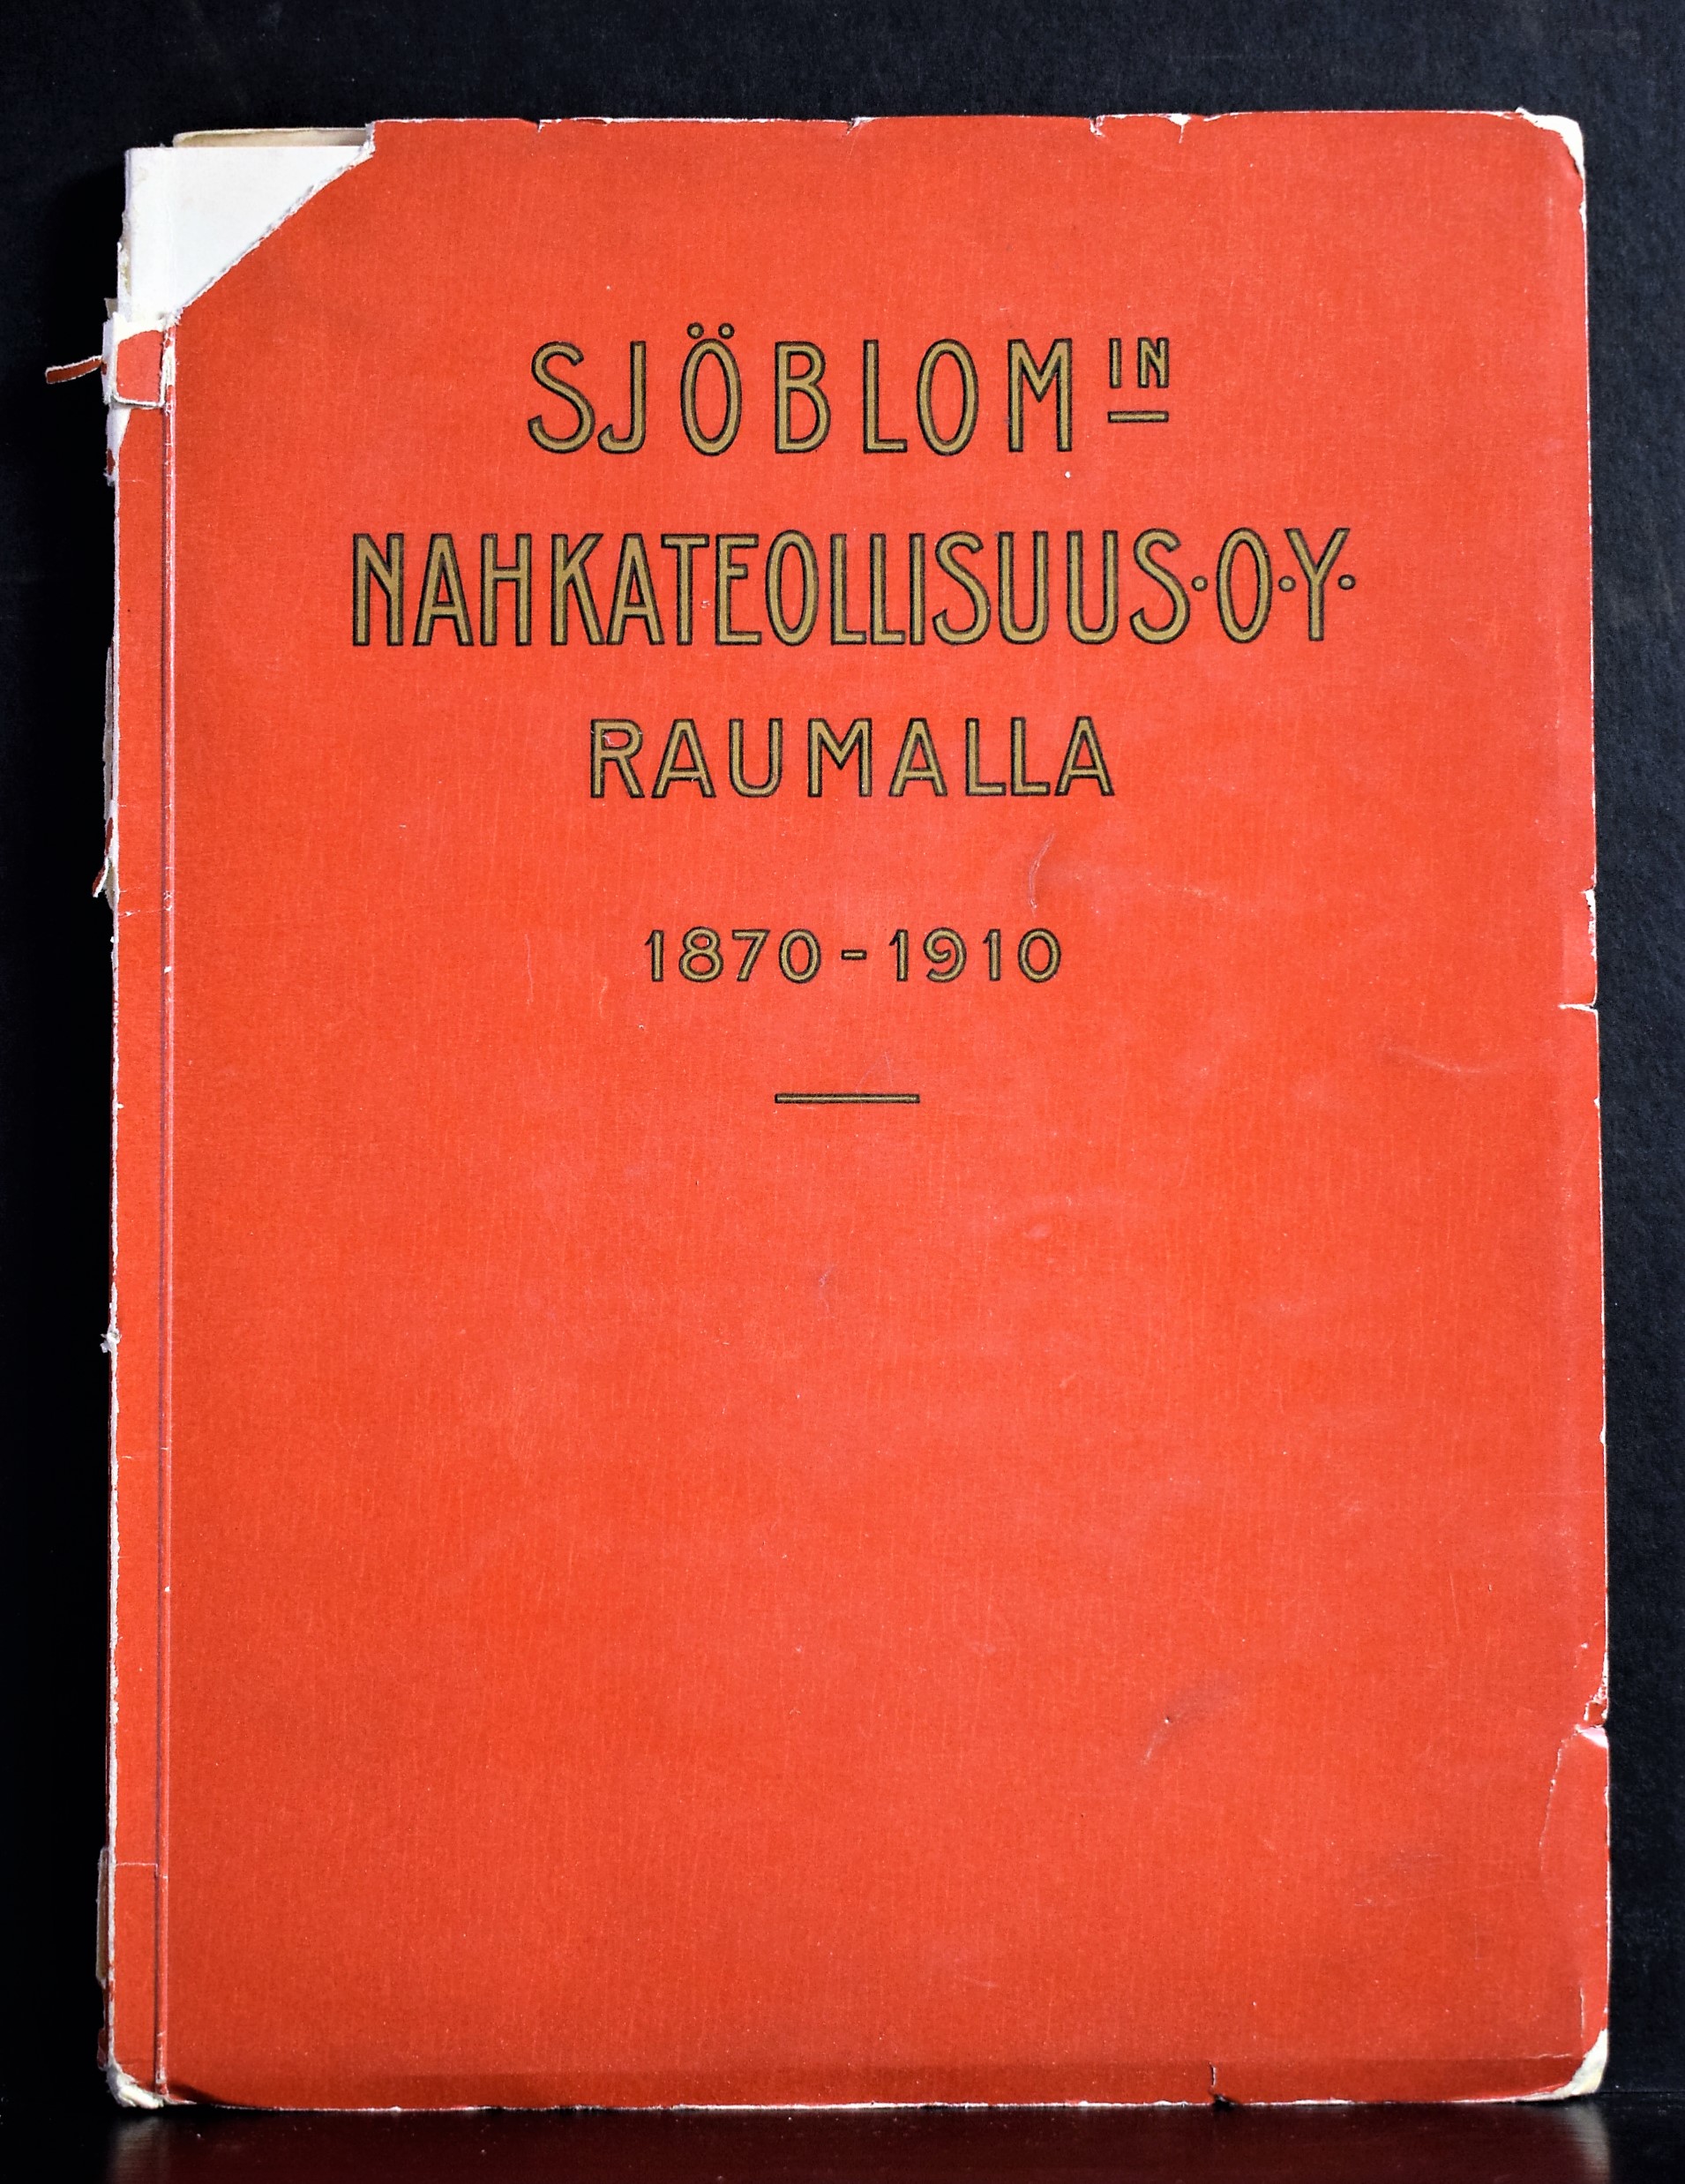 SJÖBLOMIN
NAHKATEOLLISUUS·O·Y·
RAUMALLA
1870-1910